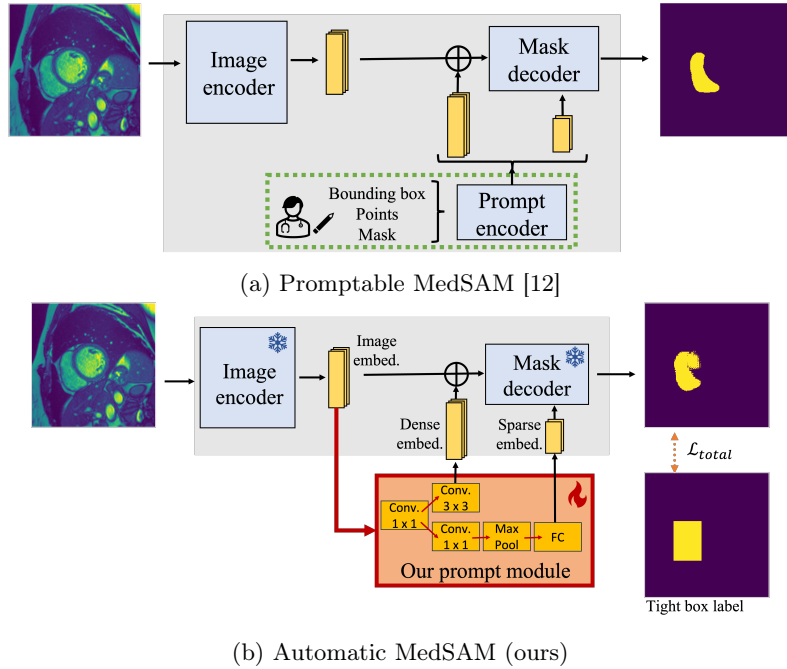 Image
encoder
Mask
decoder
Bounding box
Points
Mask
Prompt
encoder
(a) Promptable MedSAM [12]
Image
encoder
Image
embed.
Mask
decoder
Dense
embed.
Sparse
embed.
ℒtotal
Conv.
1 x 1
Conv.
3 x 3
Conv.
1 x 1
Max
Pool
FC
Our prompt module
Tight box label
(b) Automatic MedSAM (ours)